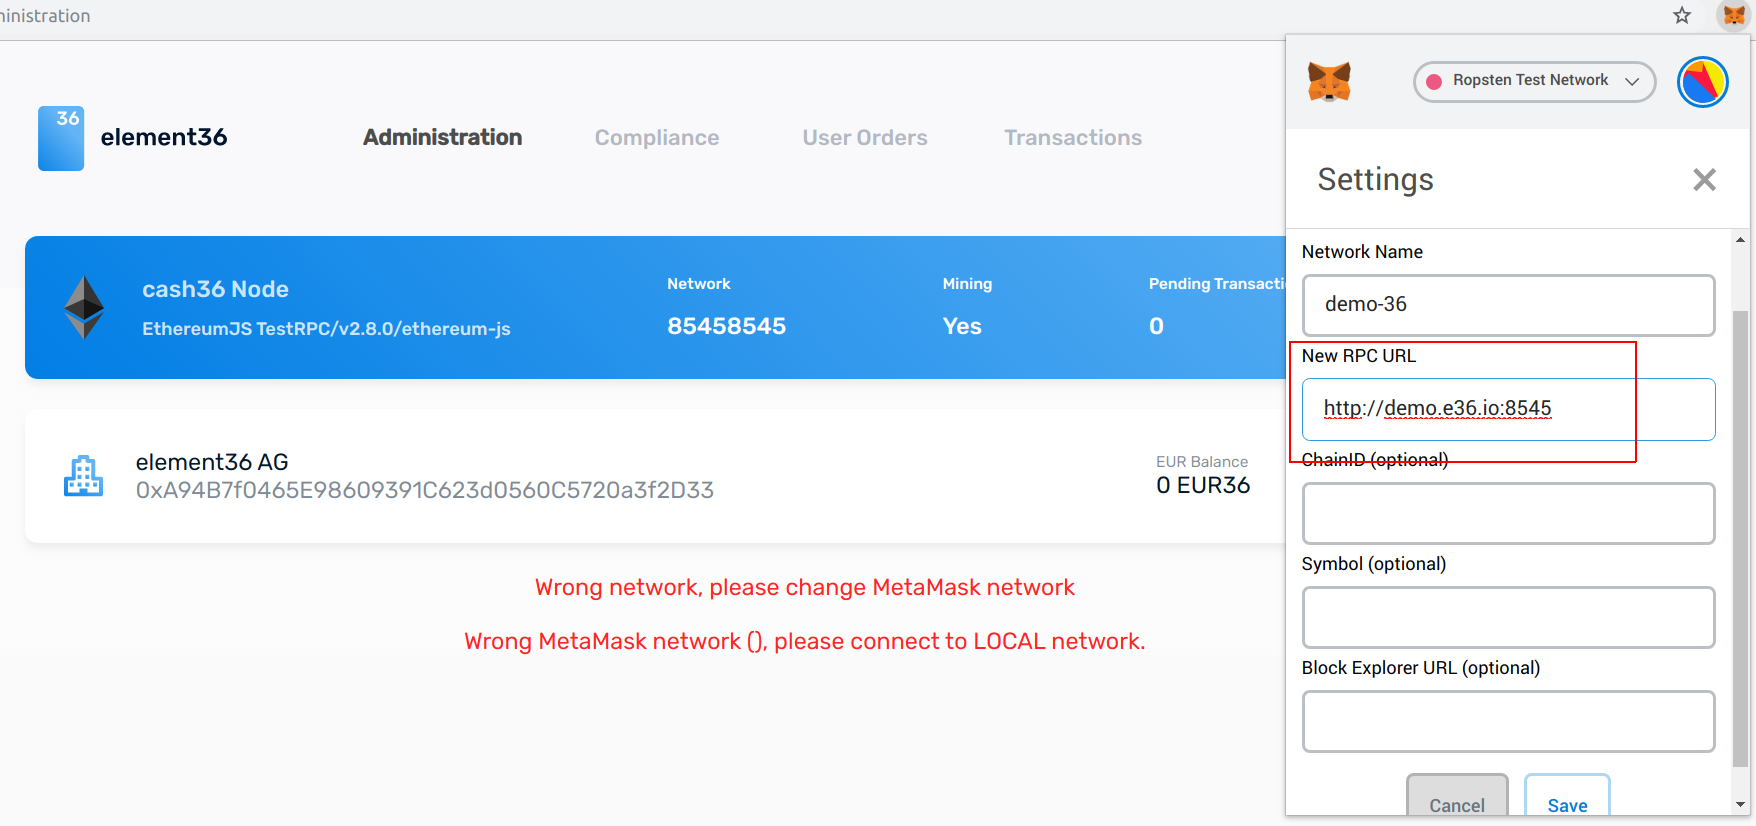 ministration
36
element36
Administration
Compliance
User Orders
Transactions
cash36 Node
EthereumJS TestRPC/v2.8.0/ethereum-js
Network
85458545
Mining
Yes
Pending Transacti
0
element36 AG
0xA94B7f0465E98609391C623d0560C5720a3f2D33
EUR Balance
0 EUR36
Wrong network, please change MetaMask network
Wrong MetaMask network (), please connect to LOCAL network.
Ropsten Test Network
Settings
Network Name
demo-36
New RPC URL
http://demo.e36.io:8545
ChainID (optional)
Symbol (optional)
Block Explorer URL (optional)
Cancel
Save